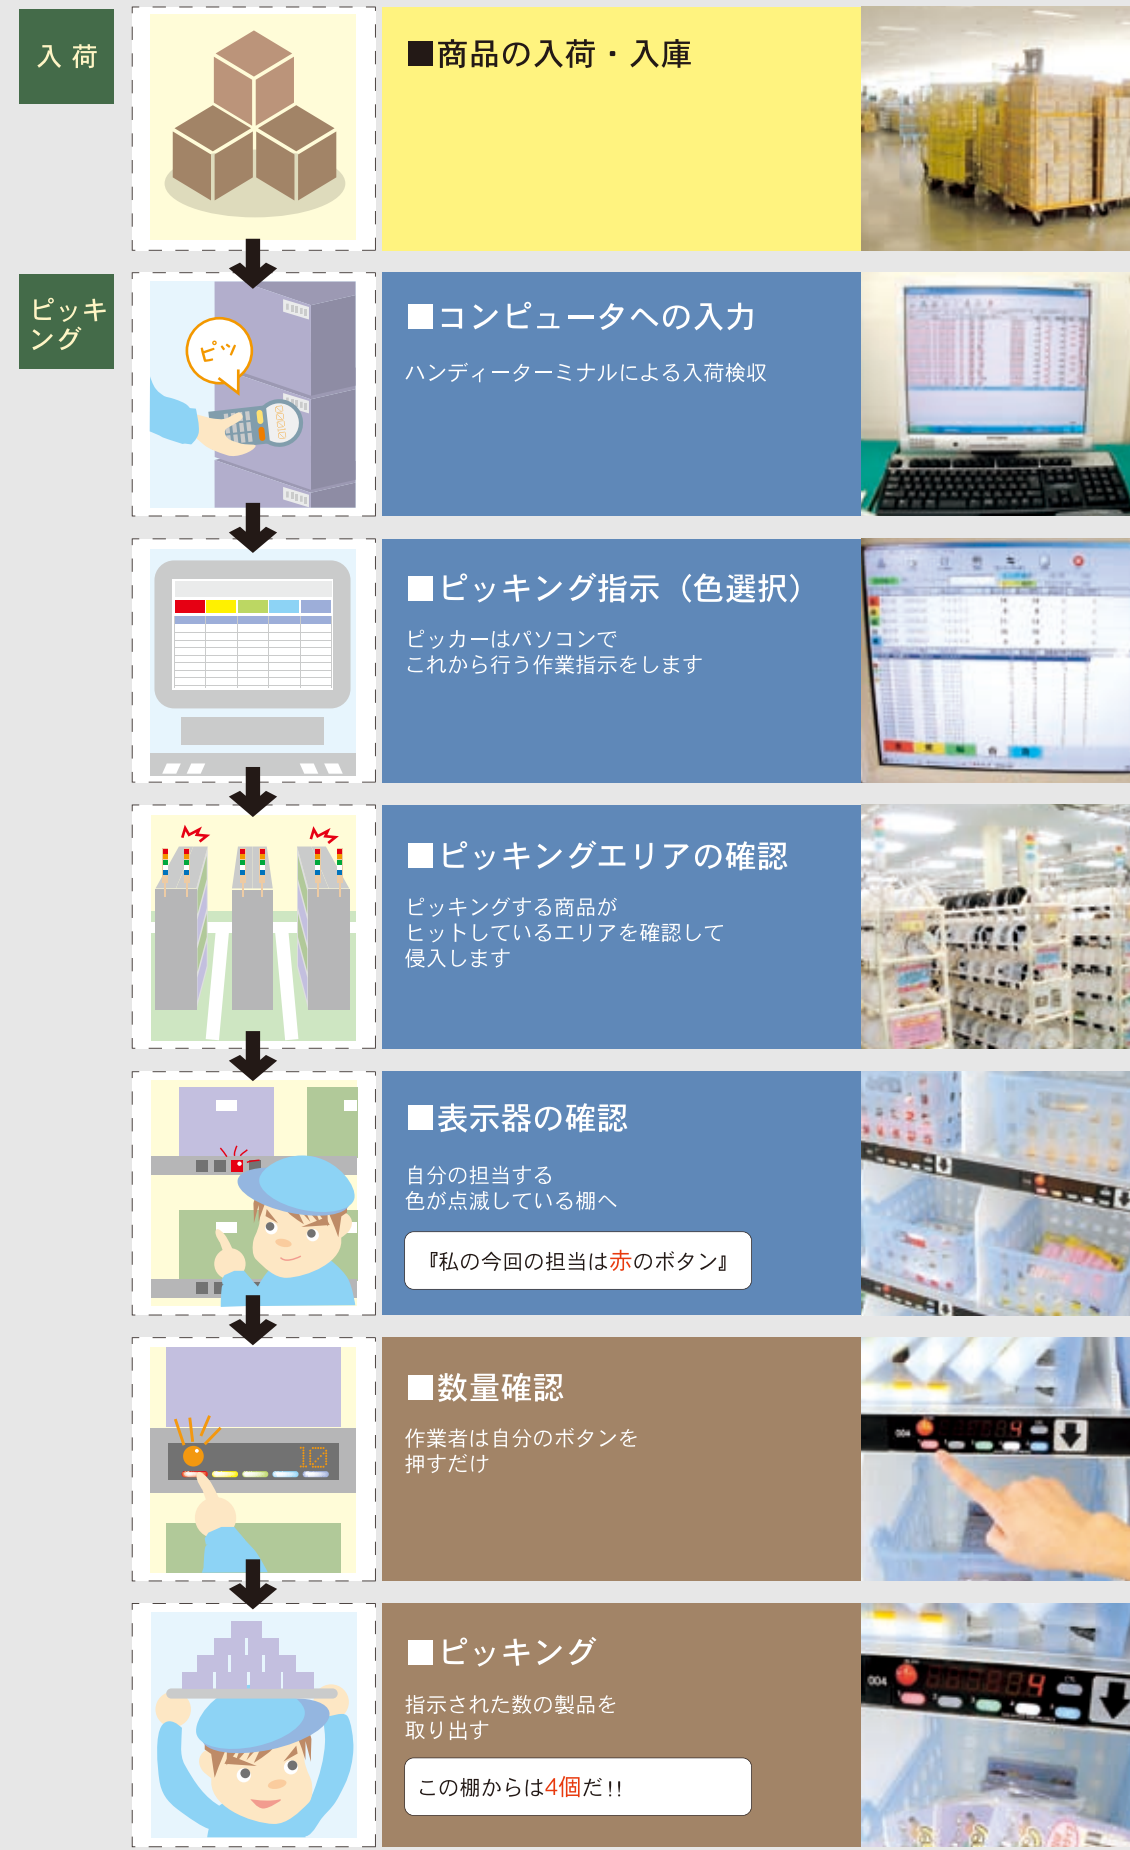 入 荷
■商品の入荷・入庫
ピッキ
ング
ピッ
00010
■コンピュータへの入力
ハンディーターミナルによる入荷検収
■ピッキング指示（色選択）
ピッカーはパソコンで
これから行う作業指示をします
■ピッキングエリアの確認
ピッキングする商品が
ヒットしているエリアを確認して
侵入します
■表示器の確認
自分の担当する
色が点滅している棚へ
『私の今回の担当は赤のボタン』
■数量確認
作業者は自分のボタンを
押すだけ
10
004
4
■ピッキング
指示された数の製品を
取り出す
この棚からは4個だ!!
004
4